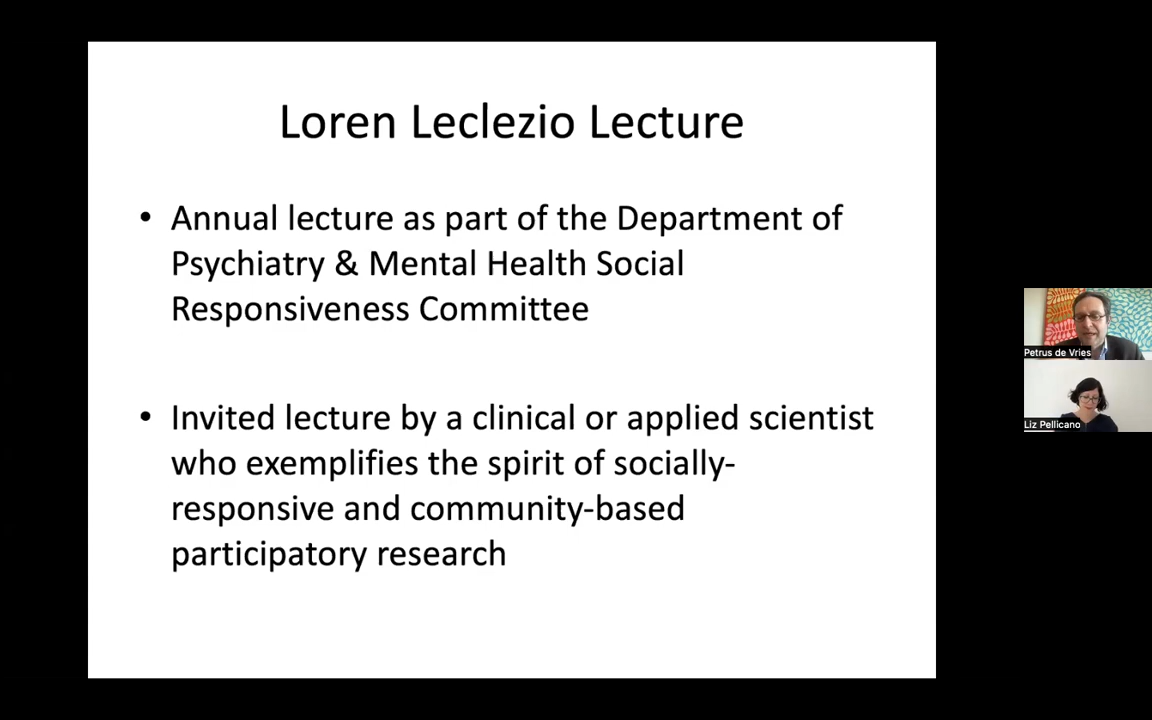 Loren Leclezio Lecture
• Annual lecture as part of the Department of
Psychiatry & Mental Health Social
Responsiveness Committee
• Invited lecture by a clinical or applied scientist
who exemplifies the spirit of socially-
responsive and community-based
participatory research
Petrus de Vries
Liz Pellicano